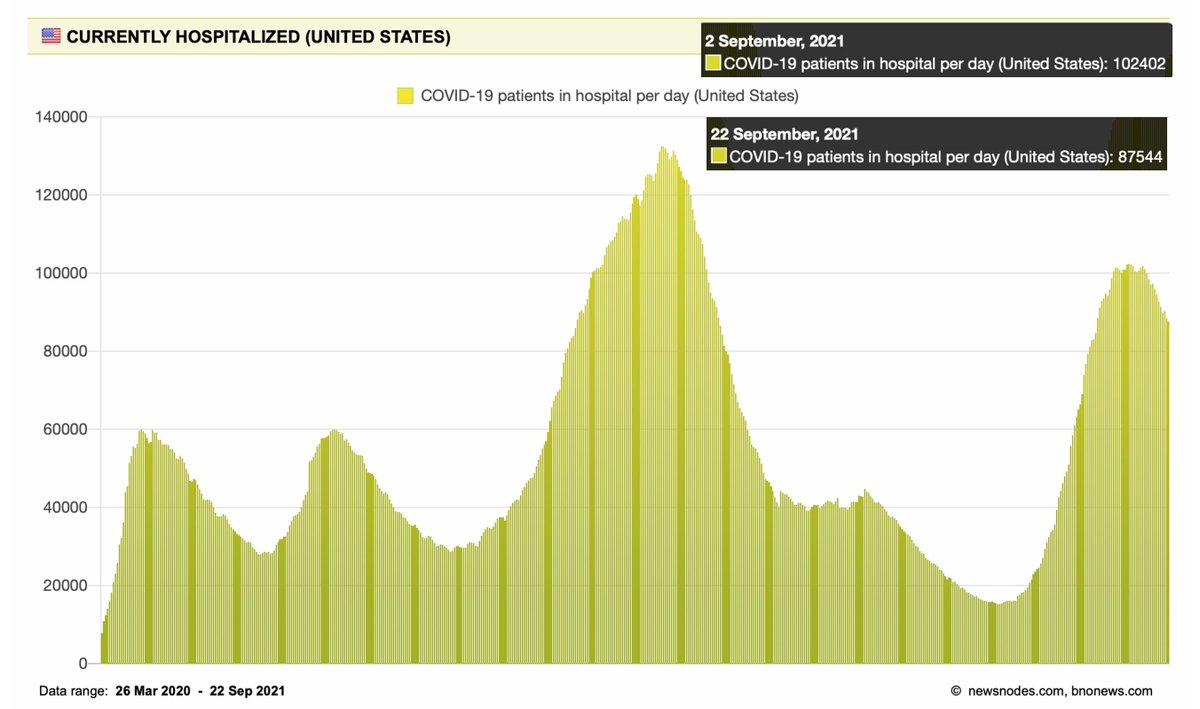 CURRENTLY HOSPITALIZED (UNITED STATES)
2 September, 2021
COVID-19 patients in hospital per day (United States): 102402
COVID-19 patients in hospital per day (United States)
22 September, 2021
COVID-19 patients in hospital per day (United States): 87544
140000
120000
100000
80000
60000
40000
20000
0
Data range: 26 Mar 2020 - 22 Sep 2021
© newsnodes.com, bnonews.com